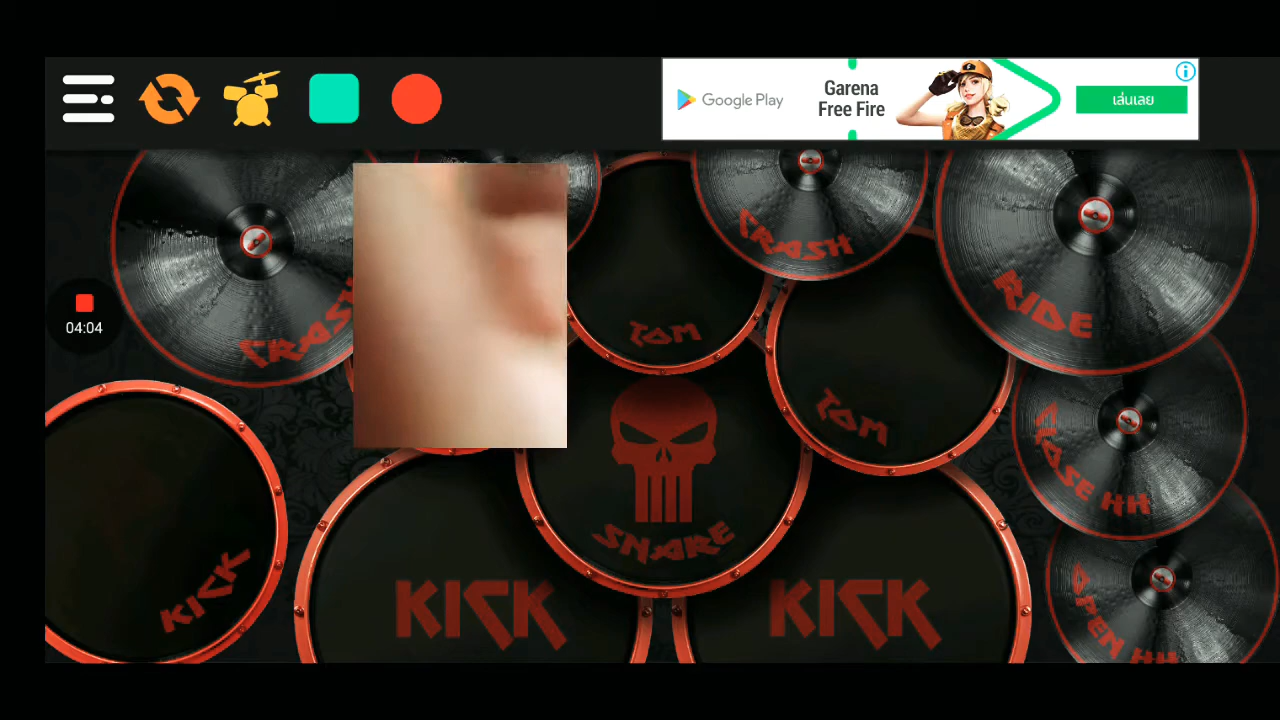 Google Play
Garena
Free Fire
เล่นเลย
04:04
CRASH
TOM
CRASH
RIDE
TOM
CLOSE HH
KICK
KICK
SNARE
KICK
OPEN HH